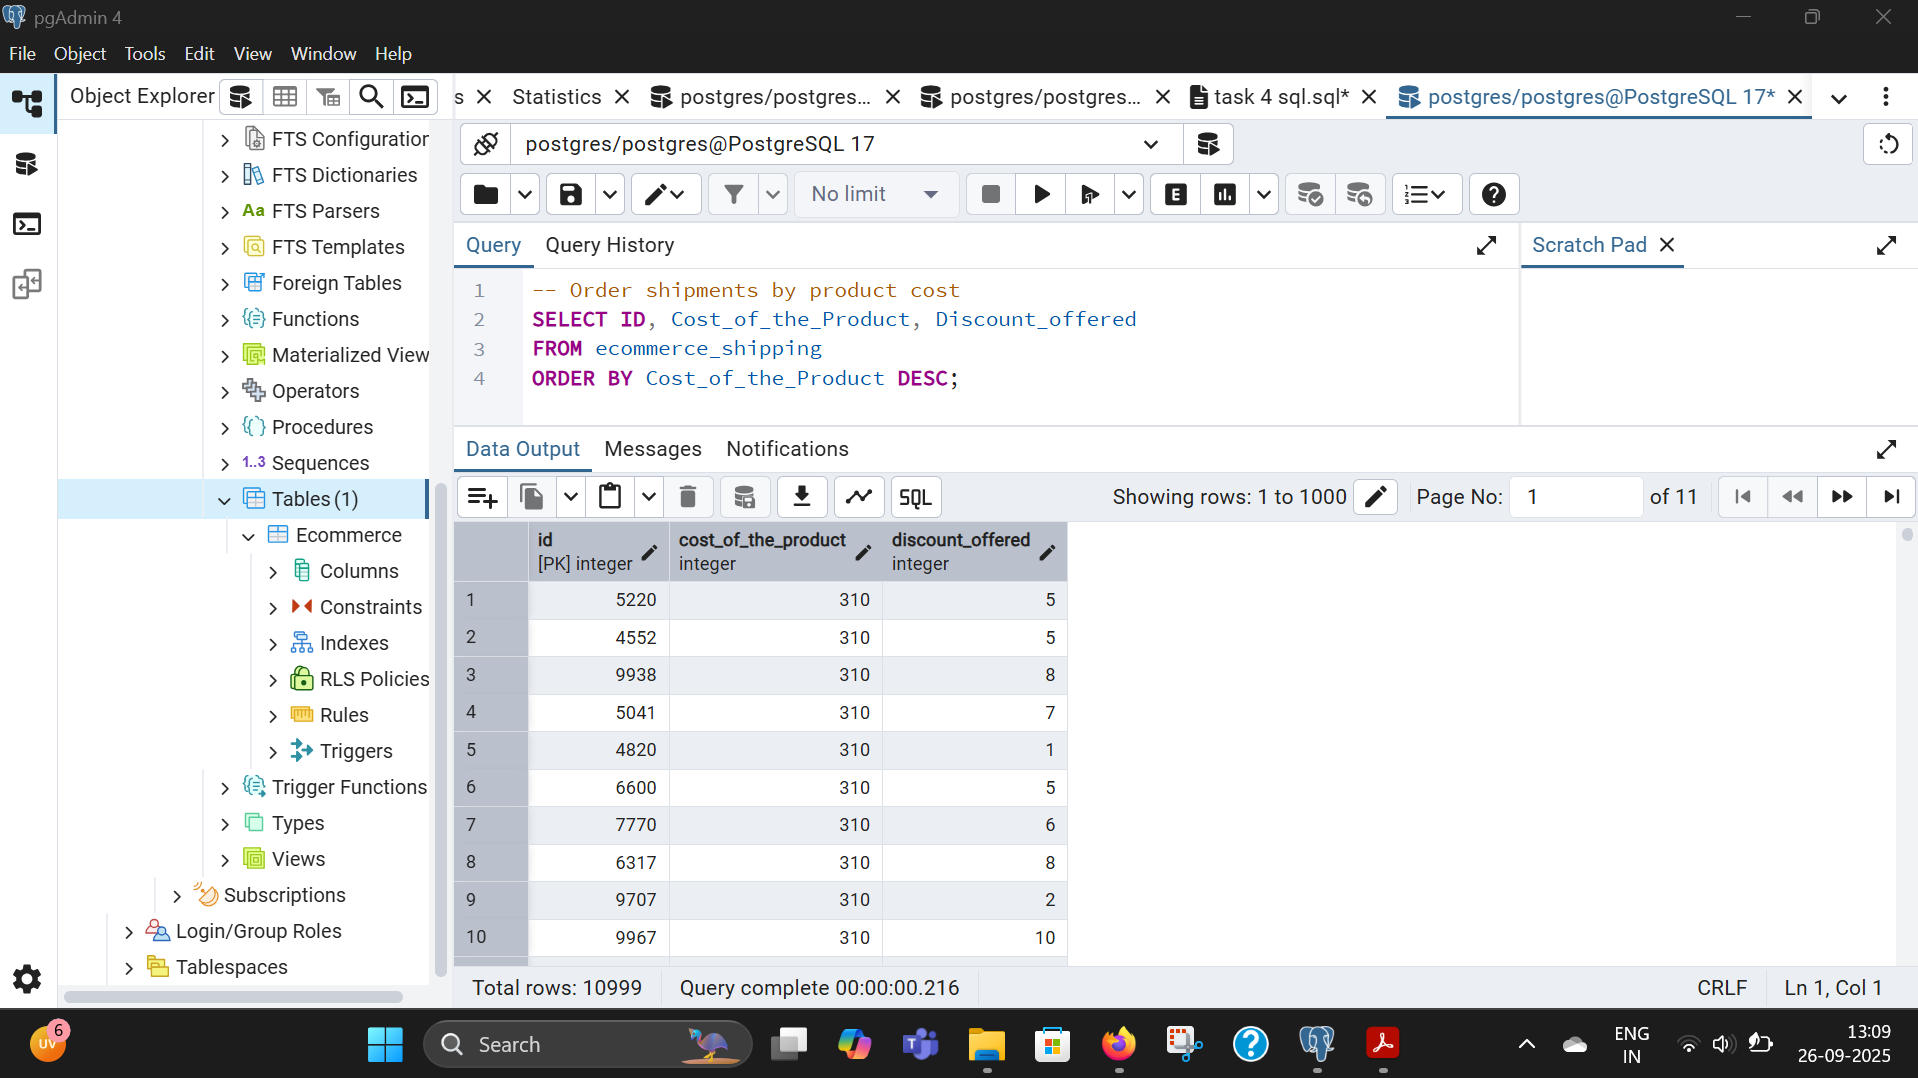 pgAdmin 4
File Object Tools Edit View Window Help
Object Explorer
s
Statistics
postgres/postgres...
postgres/postgres...
task 4 sql.sql*
postgres/postgres@PostgreSQL 17*
FTS Configuration
FTS Dictionaries
Aa FTS Parsers
FTS Templates
Foreign Tables
Functions
Materialized View
Operators
Procedures
1..3 Sequences
Tables (1)
Ecommerce
Columns
Constraints
Indexes
RLS Policies
Rules
Triggers
Trigger Functions
Types
Views
Subscriptions
Login/Group Roles
Tablespaces
postgres/postgres@PostgreSQL 17
No limit
E
Query Query History
Scratch Pad
1 -- Order shipments by product cost
2 SELECT ID, Cost_of_the_Product, Discount_offered
3 FROM ecommerce_shipping
4 ORDER BY Cost_of_the_Product DESC;
Data Output Messages Notifications
SQL
Showing rows: 1 to 1000
Page No: 1 of 11
id cost_of_the_product discount_offered
[PK] integer integer integer
1 5220 310 5
2 4552 310 5
3 9938 310 8
4 5041 310 7
5 4820 310 1
6 6600 310 5
7 7770 310 6
8 6317 310 8
9 9707 310 2
10 9967 310 10
Total rows: 10999 Query complete 00:00:00.216 CRLF Ln 1, Col 1
UV 6
Search
ENG
IN
13:09
26-09-2025